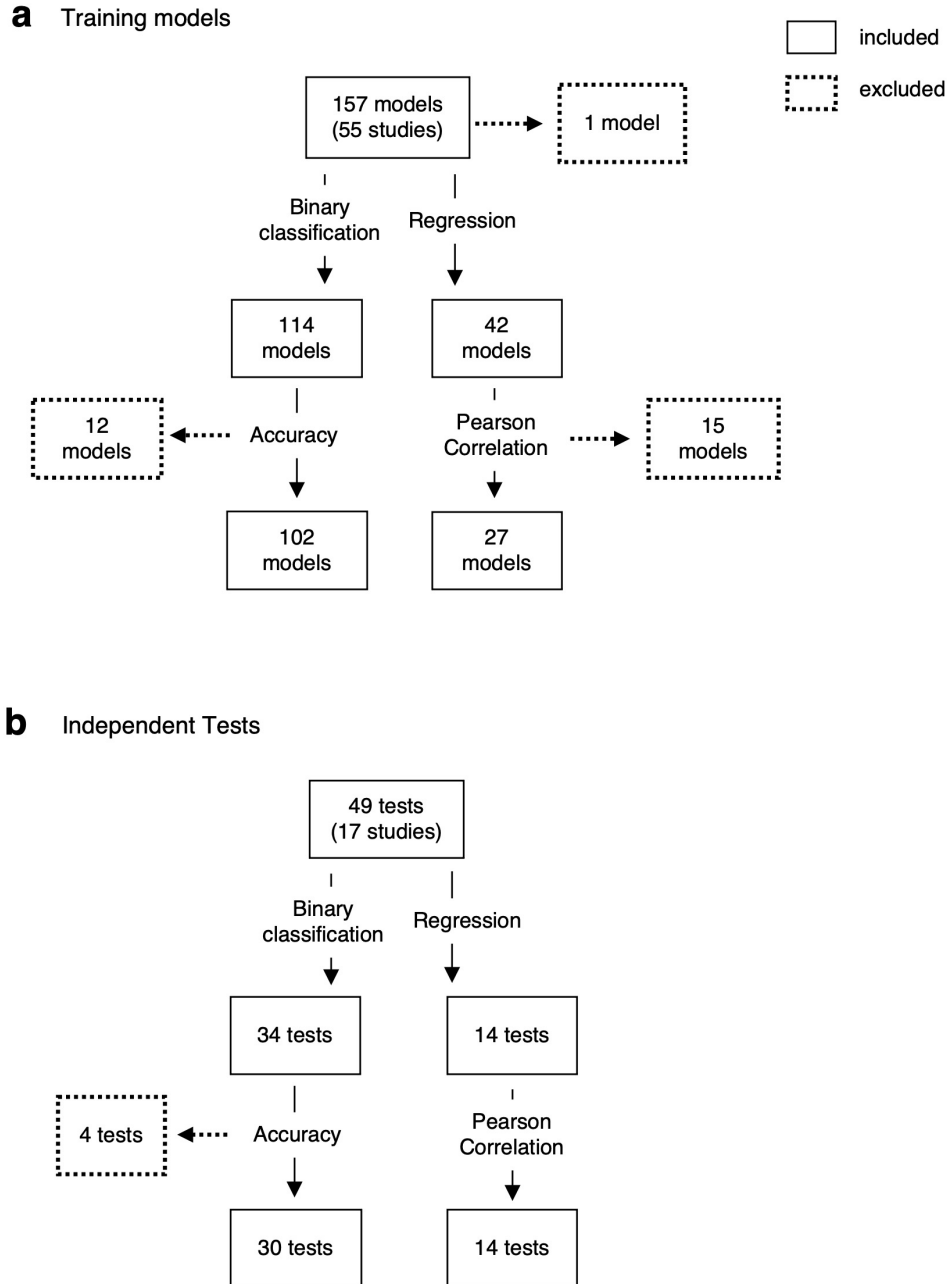 a Training models
included
excluded
157 models
(55 studies)
1 model
Binary
classification
Regression
114
models
42
models
12
models
Accuracy
Pearson
Correlation
15
models
102
models
27
models
b Independent Tests
49 tests
(17 studies)
Binary
classification
Regression
34 tests
14 tests
4 tests
Accuracy
Pearson
Correlation
30 tests
14 tests